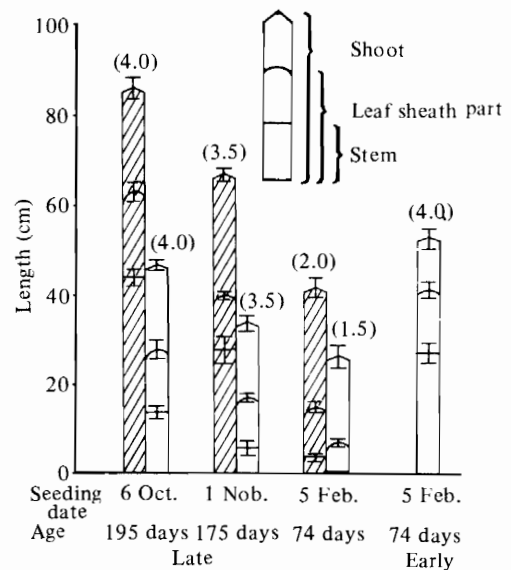 100
80
60
40
20
0
Length (cm)
(4.0)
(4.0)
(3.5)
(3.5)
(2.0)
(1.5)
(4.0)
Shoot
Leaf sheath part
Stem
Seeding date 6 Oct. 1 Nob. 5 Feb. 5 Feb.
Age 195 days 175 days 74 days 74 days
Late Early